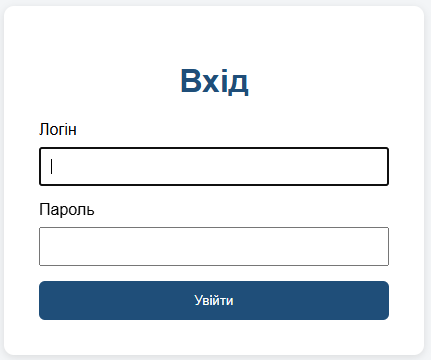 Вхід
Логін
Пароль
Увійти